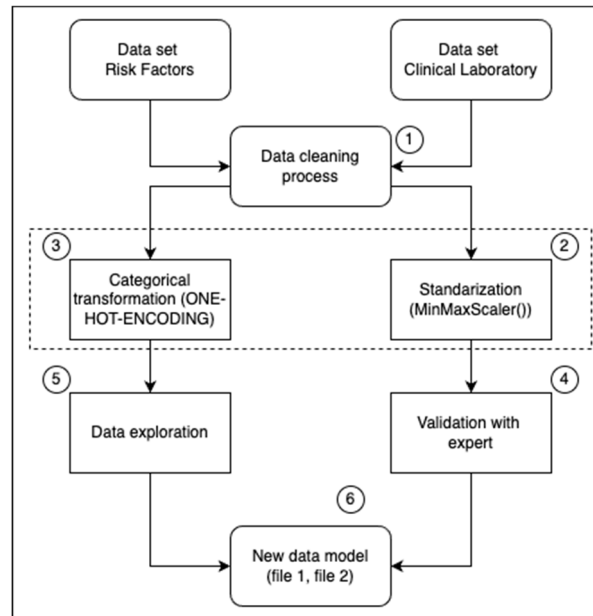 Data set
Risk Factors
Data set
Clinical Laboratory
1
Data cleaning
process
3
2
Categorical
transformation (ONE-
HOT-ENCODING)
Standarization
(MinMaxScaler())
5
4
Data exploration
Validation with
expert
6
New data model
(file 1, file 2)